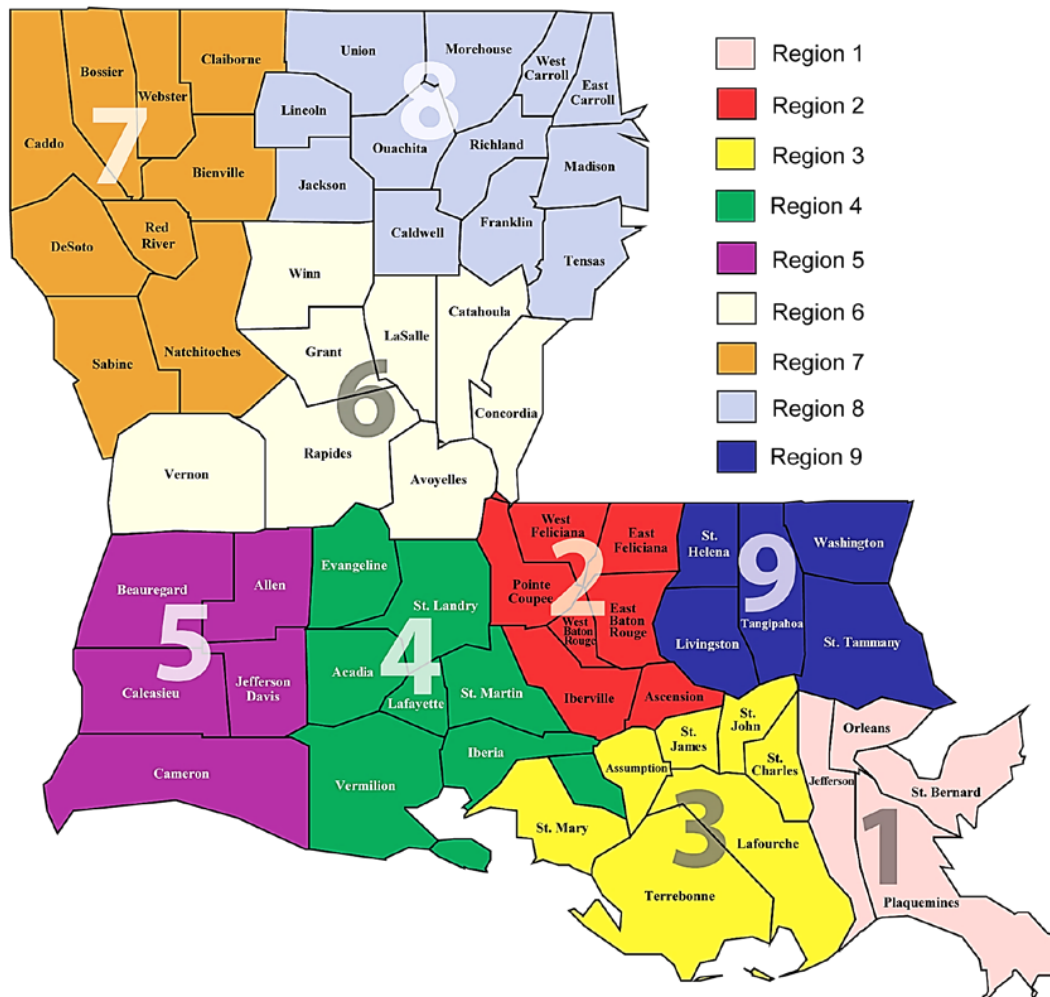 Union
Morehouse
West
Carroll
East
Carroll
Claiborne
Bossier
Webster
Lincoln
8
7
Caddo
Ouachita
Richland
Madison
Bienville
Jackson
Franklin
Caldwell
Red
River
DeSoto
Tensas
Winn
Catahoula
LaSalle
Grant
Natchitoches
Sabine
6
Concordia
Rapides
Vernon
Avoyelles
West
Feliciana
East
Feliciana
St.
Helena
Washington
2
9
Evangeline
Beauregard
Allen
Pointe
Coupee
St. Landry
East
Baton
Rouge
West
Baton
Rouge
Tangipahoa
Livingston
St. Tammany
5
4
Acadia
Calcasieu
Jefferson
Davis
Lafayette
St. Martin
Iberville
Ascension
St.
John
Orleans
St.
James
Iberia
Cameron
Vermilion
Assumption
St.
Charles
Jefferson
St. Bernard
St. Mary
3
1
Lafourche
Terrebonne
Plaquemines
Region 1
Region 2
Region 3
Region 4
Region 5
Region 6
Region 7
Region 8
Region 9